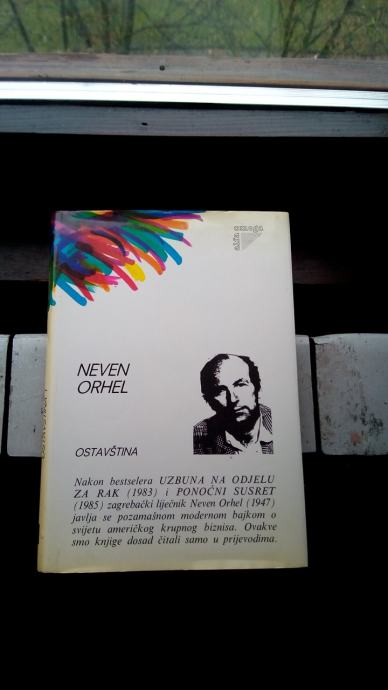 alfa omega
NEVEN
ORHEL
OSTAVŠTINA
Nakon bestselera UZBUNA NA ODJELU
ZA RAK (1983) i PONOĆNI SUSRET
(1985) zagrebački liječnik Neven Orhel (1947)
javlja se pozamašnom modernom bajkom o
svijetu američkog krupnog biznisa. Ovakve
smo knjige dosad čitali samo u prijevodima.